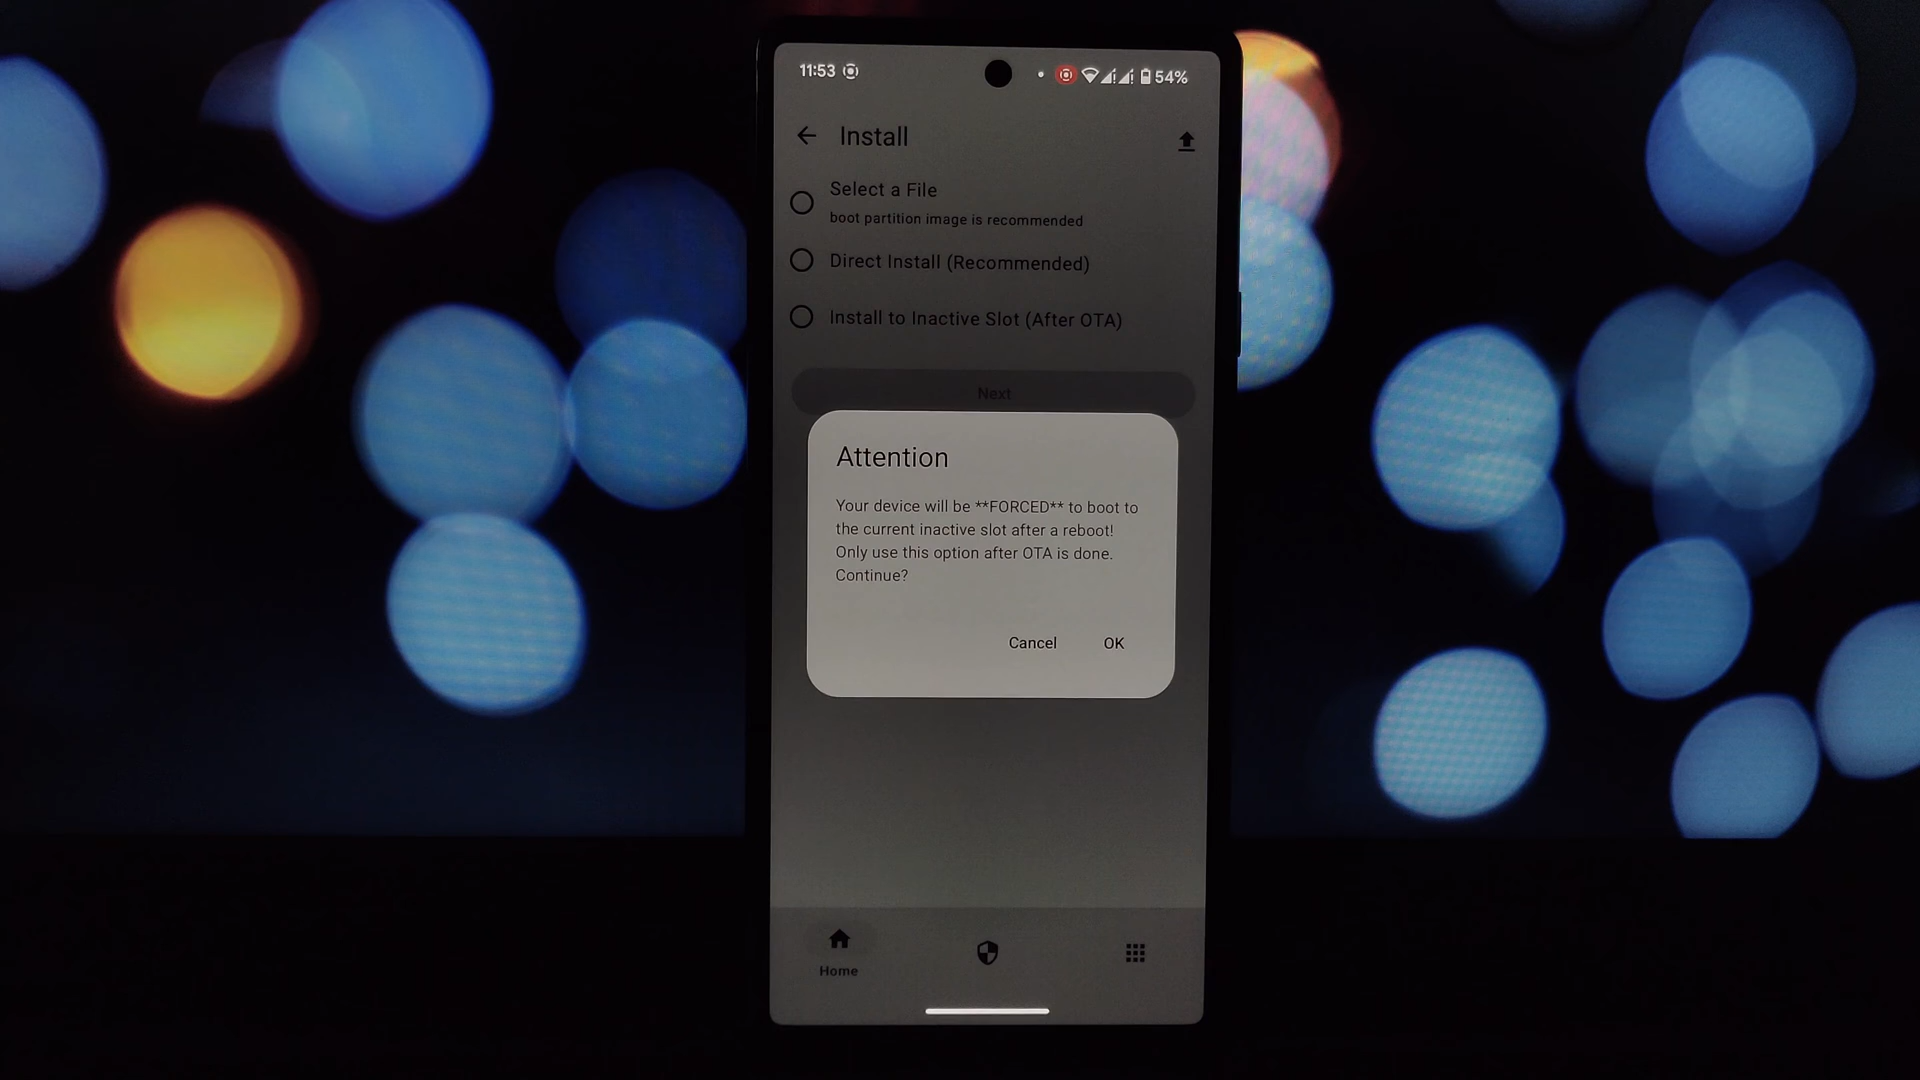 11:53 54%
Install
Select a File
boot partition image is recommended
Direct Install (Recommended)
Install to Inactive Slot (After OTA)
Next
Attention
Your device will be **FORCED** to boot to
the current inactive slot after a reboot!
Only use this option after OTA is done.
Continue?
Cancel OK
Home